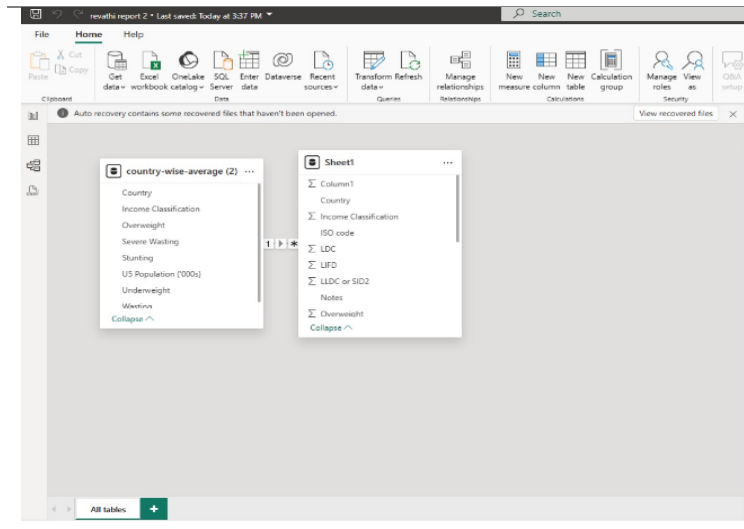 revathi report 2 • Last saved: Today at 3:37 PM
Search
File Home Help
Paste
Cut
Copy
Get data
Excel workbook
OneLake catalog
SQL Server
Enter data
Dataverse
Recent sources
Transform data
Refresh
Manage relationships
New measure
New column
New table
Calculation group
Manage roles
View as
Q&A setup
Clipboard
Data
Queries
Relationships
Calculations
Security
Auto recovery contains some recovered files that haven't been opened.
View recovered files
country-wise-average (2) ...
Country
Income Classification
Overweight
Severe Wasting
Stunting
US Population ('000s)
Underweight
Wasting
Collapse
1
*
Sheet1 ...
Σ Column1
Country
Σ Income Classification
ISO code
Σ LDC
Σ LIFD
Σ LLDC or SID2
Notes
Σ Overweight
Collapse
All tables
+